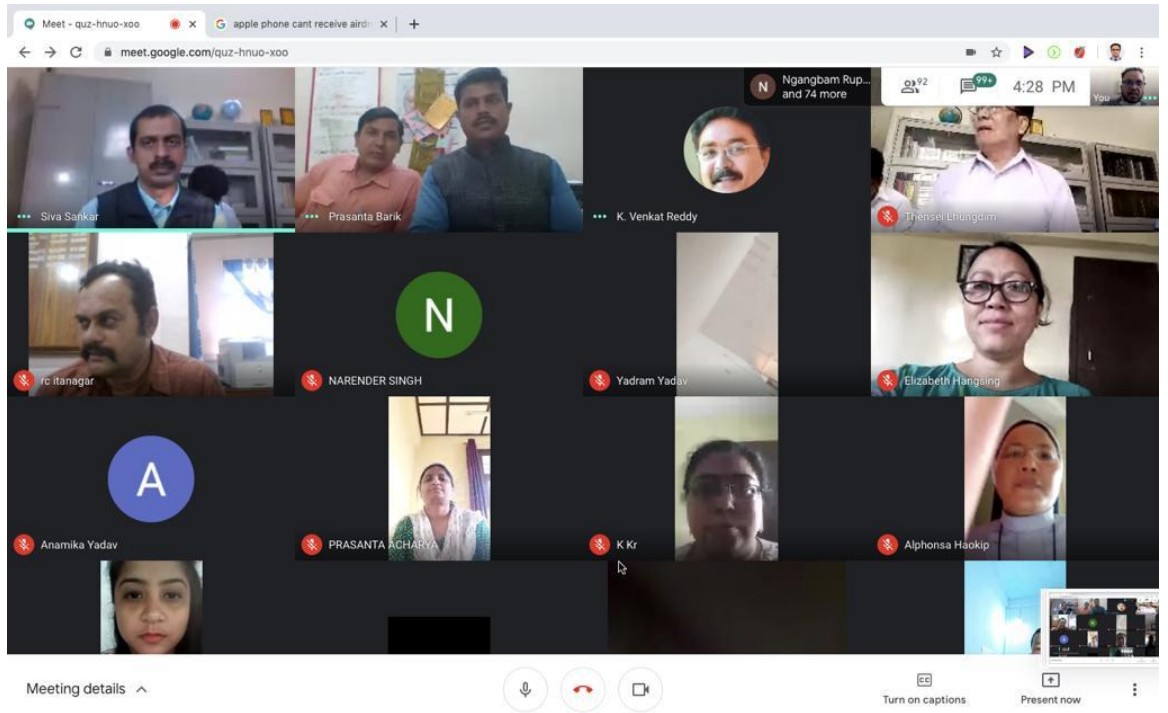 Meet - quz-hnuo-xoo
apple phone cant receive airdr
meet.google.com/quz-hnuo-xoo
N
Ngangbam Rup...
and 74 more
92
99+
4:28 PM
You
Siva Sankar
Prasanta Barik
K. Venkat Reddy
Thensei Lhungdim
rc itanagar
N
NARENDER SINGH
Yadram Yadav
Elizabeth Hangsing
A
Anamika Yadav
PRASANTA ACHARYA
K Kr
Alphonsa Haokip
Meeting details
CC
Turn on captions
Present now